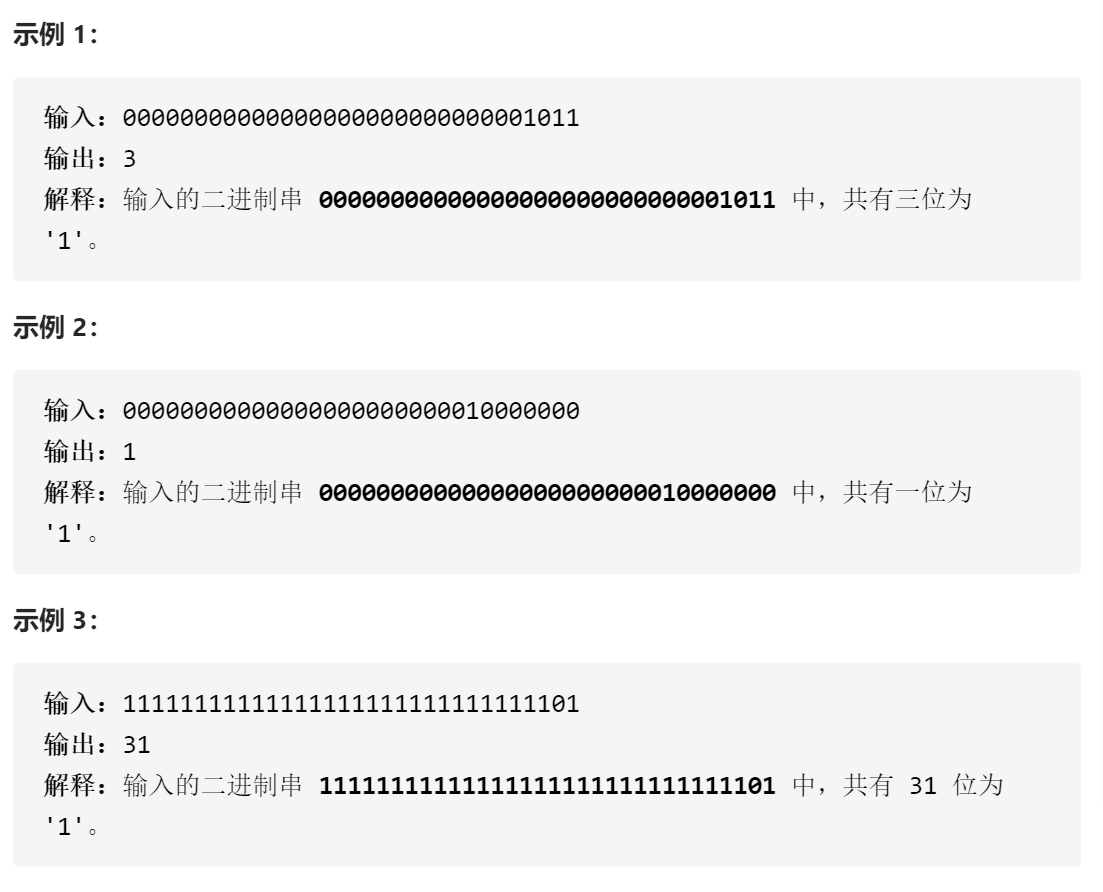 示例 1：
输入：00000000000000000000000000001011
输出：3
解释：输入的二进制串 00000000000000000000000000001011 中，共有三位为
'1'。
示例 2：
输入：00000000000000000000000010000000
输出：1
解释：输入的二进制串 00000000000000000000000010000000 中，共有一位为
'1'。
示例 3：
输入：11111111111111111111111111111101
输出：31
解释：输入的二进制串 11111111111111111111111111111101 中，共有 31 位为
'1'。